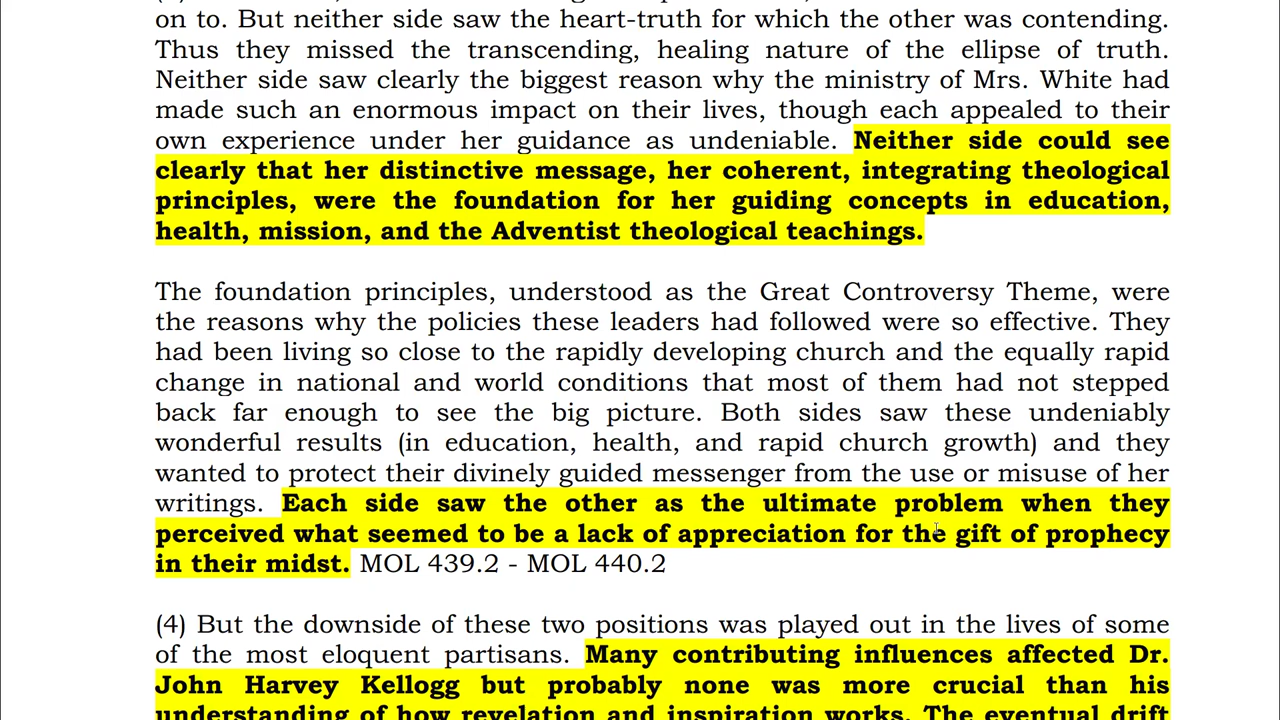 on to. But neither side saw the heart-truth for which the other was contending.
Thus they missed the transcending, healing nature of the ellipse of truth.
Neither side saw clearly the biggest reason why the ministry of Mrs. White had
made such an enormous impact on their lives, though each appealed to their
own experience under her guidance as undeniable. Neither side could see
clearly that her distinctive message, her coherent, integrating theological
principles, were the foundation for her guiding concepts in education,
health, mission, and the Adventist theological teachings.
The foundation principles, understood as the Great Controversy Theme, were
the reasons why the policies these leaders had followed were so effective. They
had been living so close to the rapidly developing church and the equally rapid
change in national and world conditions that most of them had not stepped
back far enough to see the big picture. Both sides saw these undeniably
wonderful results (in education, health, and rapid church growth) and they
wanted to protect their divinely guided messenger from the use or misuse of her
writings. Each side saw the other as the ultimate problem when they
perceived what seemed to be a lack of appreciation for the gift of prophecy
in their midst. MOL 439.2 - MOL 440.2
(4) But the downside of these two positions was played out in the lives of some
of the most eloquent partisans. Many contributing influences affected Dr.
John Harvey Kellogg but probably none was more crucial than his
understanding of how revelation and inspiration works. The eventual drift